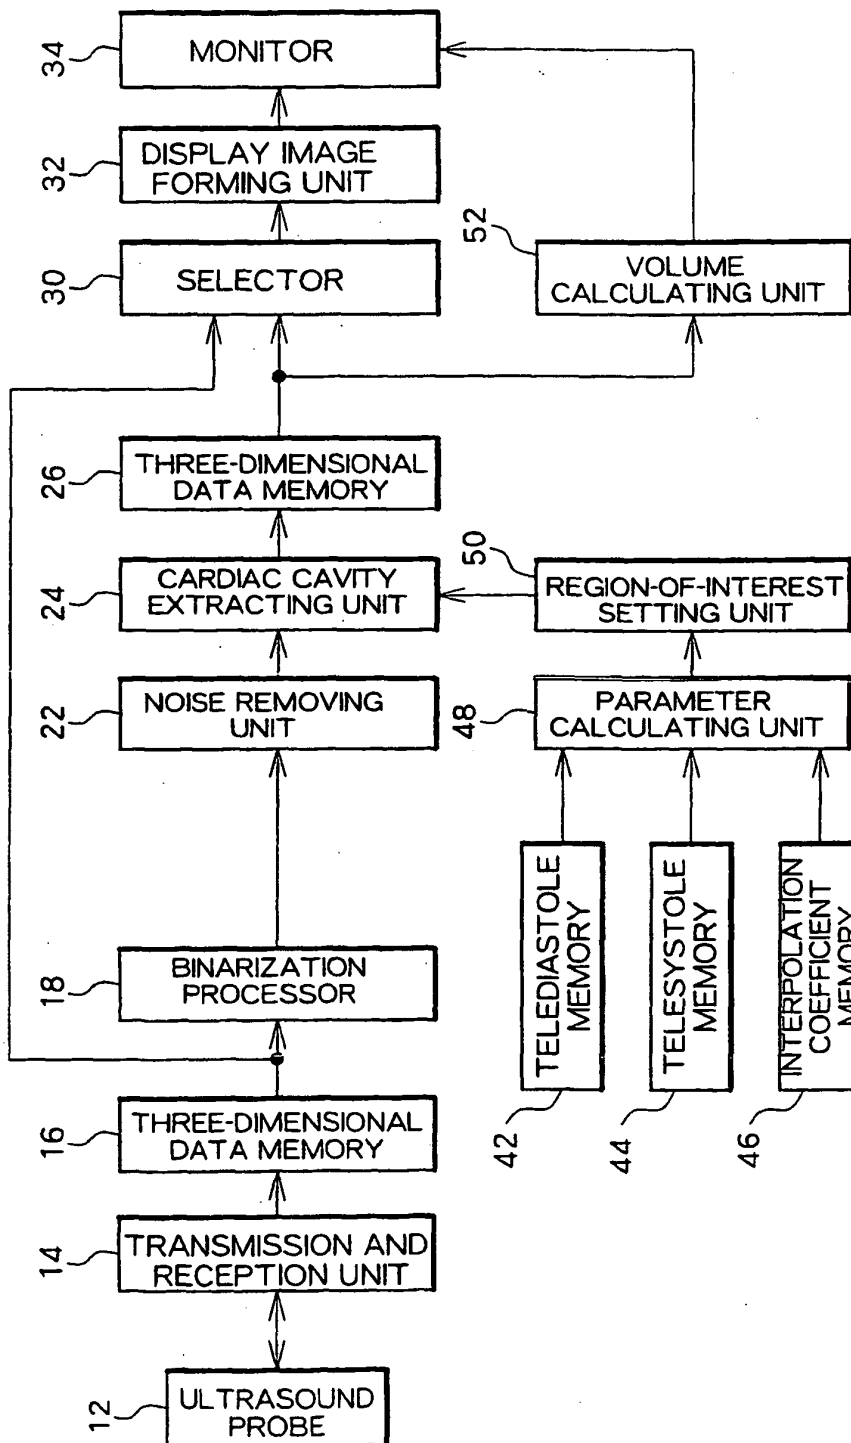 34
MONITOR
32
DISPLAY IMAGE
FORMING UNIT
30
SELECTOR
52
VOLUME
CALCULATING UNIT
26
THREE-DIMENSIONAL
DATA MEMORY
24
CARDIAC CAVITY
EXTRACTING UNIT
50
REGION-OF-INTEREST
SETTING UNIT
22
NOISE REMOVING
UNIT
48
PARAMETER
CALCULATING UNIT
18
BINARIZATION
PROCESSOR
42
TELEDIASTOLE
MEMORY
44
TELESYSTOLE
MEMORY
46
INTERPOLATION
COEFFICIENT
MEMORY
16
THREE-DIMENSIONAL
DATA MEMORY
14
TRANSMISSION AND
RECEPTION UNIT
12
ULTRASOUND
PROBE